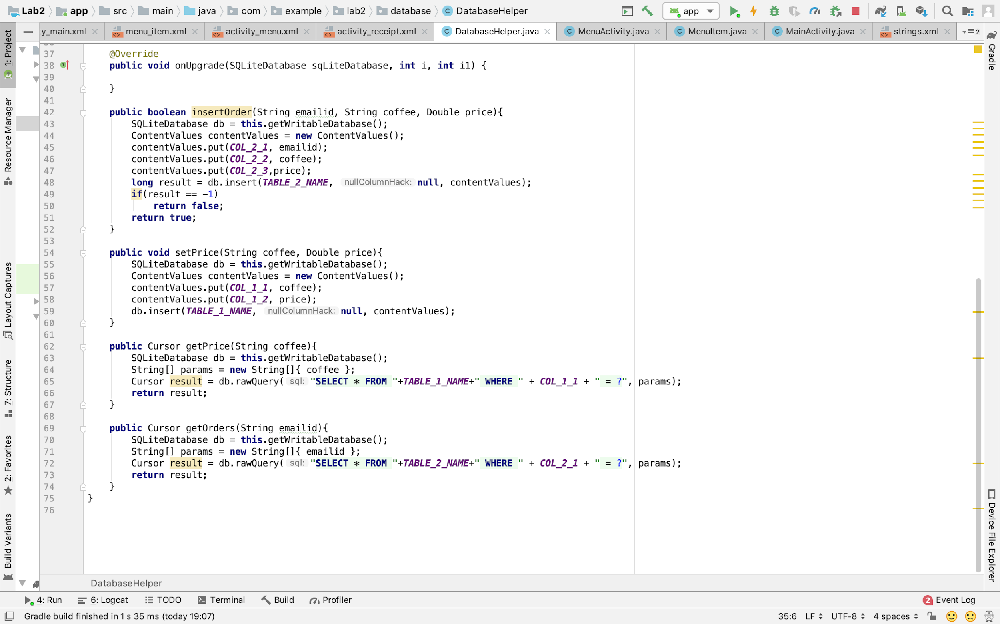 Lab2 app src main java com example lab2 database DatabaseHelper app
ty_main.xml menu_item.xml activity_menu.xml activity_receipt.xml DatabaseHelper.java MenuActivity.java MenuItem.java MainActivity.java strings.xml 2
1: Project
Resource Manager
Layout Captures
7: Structure
2: Favorites
Build Variants
37 @Override
38 public void onUpgrade(SQLiteDatabase sqLiteDatabase, int i, int i1) {
39
40 }
41
42 public boolean insertOrder(String emailid, String coffee, Double price){
43 SQLiteDatabase db = this.getWritableDatabase();
44 ContentValues contentValues = new ContentValues();
45 contentValues.put(COL_2_1, emailid);
46 contentValues.put(COL_2_2, coffee);
47 contentValues.put(COL_2_3,price);
48 long result = db.insert(TABLE_2_NAME, nullColumnHack: null, contentValues);
49 if(result == -1)
50 return false;
51 return true;
52 }
53
54 public void setPrice(String coffee, Double price){
55 SQLiteDatabase db = this.getWritableDatabase();
56 ContentValues contentValues = new ContentValues();
57 contentValues.put(COL_1_1, coffee);
58 contentValues.put(COL_1_2, price);
59 db.insert(TABLE_1_NAME, nullColumnHack: null, contentValues);
60 }
61
62 public Cursor getPrice(String coffee){
63 SQLiteDatabase db = this.getWritableDatabase();
64 String[] params = new String[]{ coffee };
65 Cursor result = db.rawQuery( sql: "SELECT * FROM "+TABLE_1_NAME+" WHERE " + COL_1_1 + " = ?", params);
66 return result;
67 }
68
69 public Cursor getOrders(String emailid){
70 SQLiteDatabase db = this.getWritableDatabase();
71 String[] params = new String[]{ emailid };
72 Cursor result = db.rawQuery( sql: "SELECT * FROM "+TABLE_2_NAME+" WHERE " + COL_2_1 + " = ?", params);
73 return result;
74 }
75 }
76
Gradle
Device File Explorer
DatabaseHelper
4: Run 6: Logcat TODO Terminal Build Profiler 2 Event Log
Gradle build finished in 1 s 35 ms (today 19:07) 35:6 LF UTF-8 4 spaces